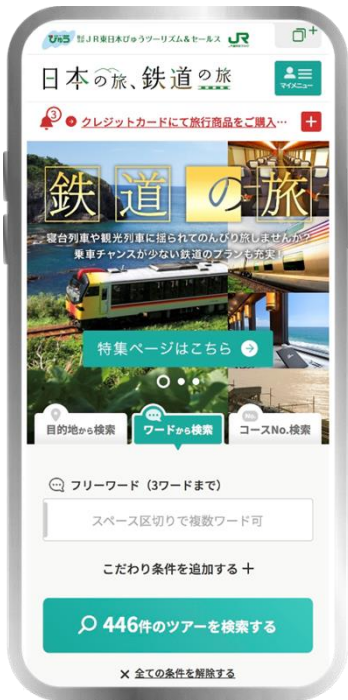 びゅう 株式会社JR東日本びゅうツーリズム&セールス JR
日本の旅、鉄道の旅
マイメニュー
3
クレジットカードにて旅行商品をご購入…
鉄道の旅
寝台列車や観光列車に揺られてのんびり旅しませんか?
乗車チャンスが少ない鉄道のプランも充実!
特集ページはこちら
目的地から検索
ワードから検索
No.
コースNo.検索
フリーワード(3ワードまで)
スペース区切りで複数ワード可
こだわり条件を追加する +
446件のツアーを検索する
× 全ての条件を解除する